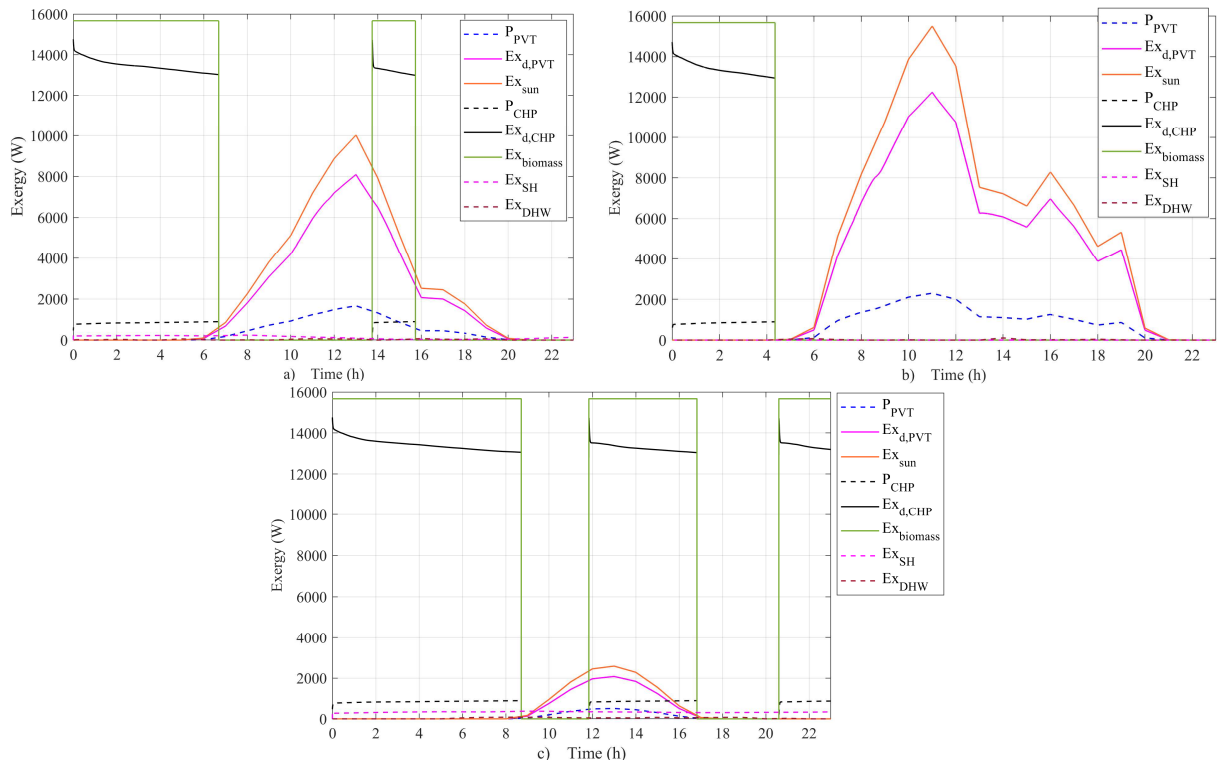 16000
14000
12000
10000
8000
6000
4000
2000
0
Exergy (W)
0 2 4 6 8 10 12 14 16 18 20 22
a) Time (h)
P_PVT
Ex_d,PVT
Ex_sun
P_CHP
Ex_d,CHP
Ex_biomass
Ex_SH
Ex_DHW
16000
14000
12000
10000
8000
6000
4000
2000
0
Exergy (W)
0 2 4 6 8 10 12 14 16 18 20 22
b) Time (h)
P_PVT
Ex_d,PVT
Ex_sun
P_CHP
Ex_d,CHP
Ex_biomass
Ex_SH
Ex_DHW
16000
14000
12000
10000
8000
6000
4000
2000
0
Exergy (W)
0 2 4 6 8 10 12 14 16 18 20 22
c) Time (h)
P_PVT
Ex_d,PVT
Ex_sun
P_CHP
Ex_d,CHP
Ex_biomass
Ex_SH
Ex_DHW